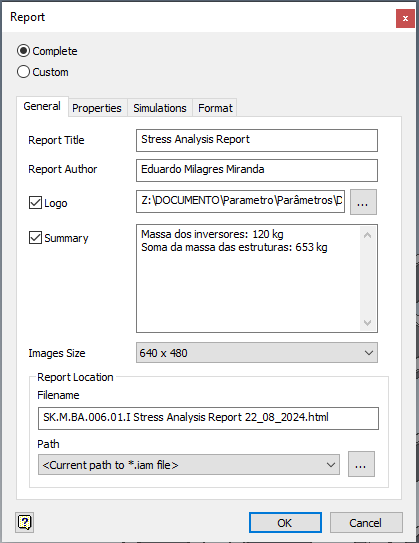 Report
x
Complete
Custom
General Properties Simulations Format
Report Title Stress Analysis Report
Report Author Eduardo Milagres Miranda
Logo Z:\DOCUMENTO\Parametro\Parâmetros\D ...
Summary Massa dos inversores: 120 kg
Soma da massa das estruturas: 653 kg
Images Size 640 x 480
Report Location
Filename
SK.M.BA.006.01.I Stress Analysis Report 22_08_2024.html
Path
<Current path to *.iam file> ...
? OK Cancel